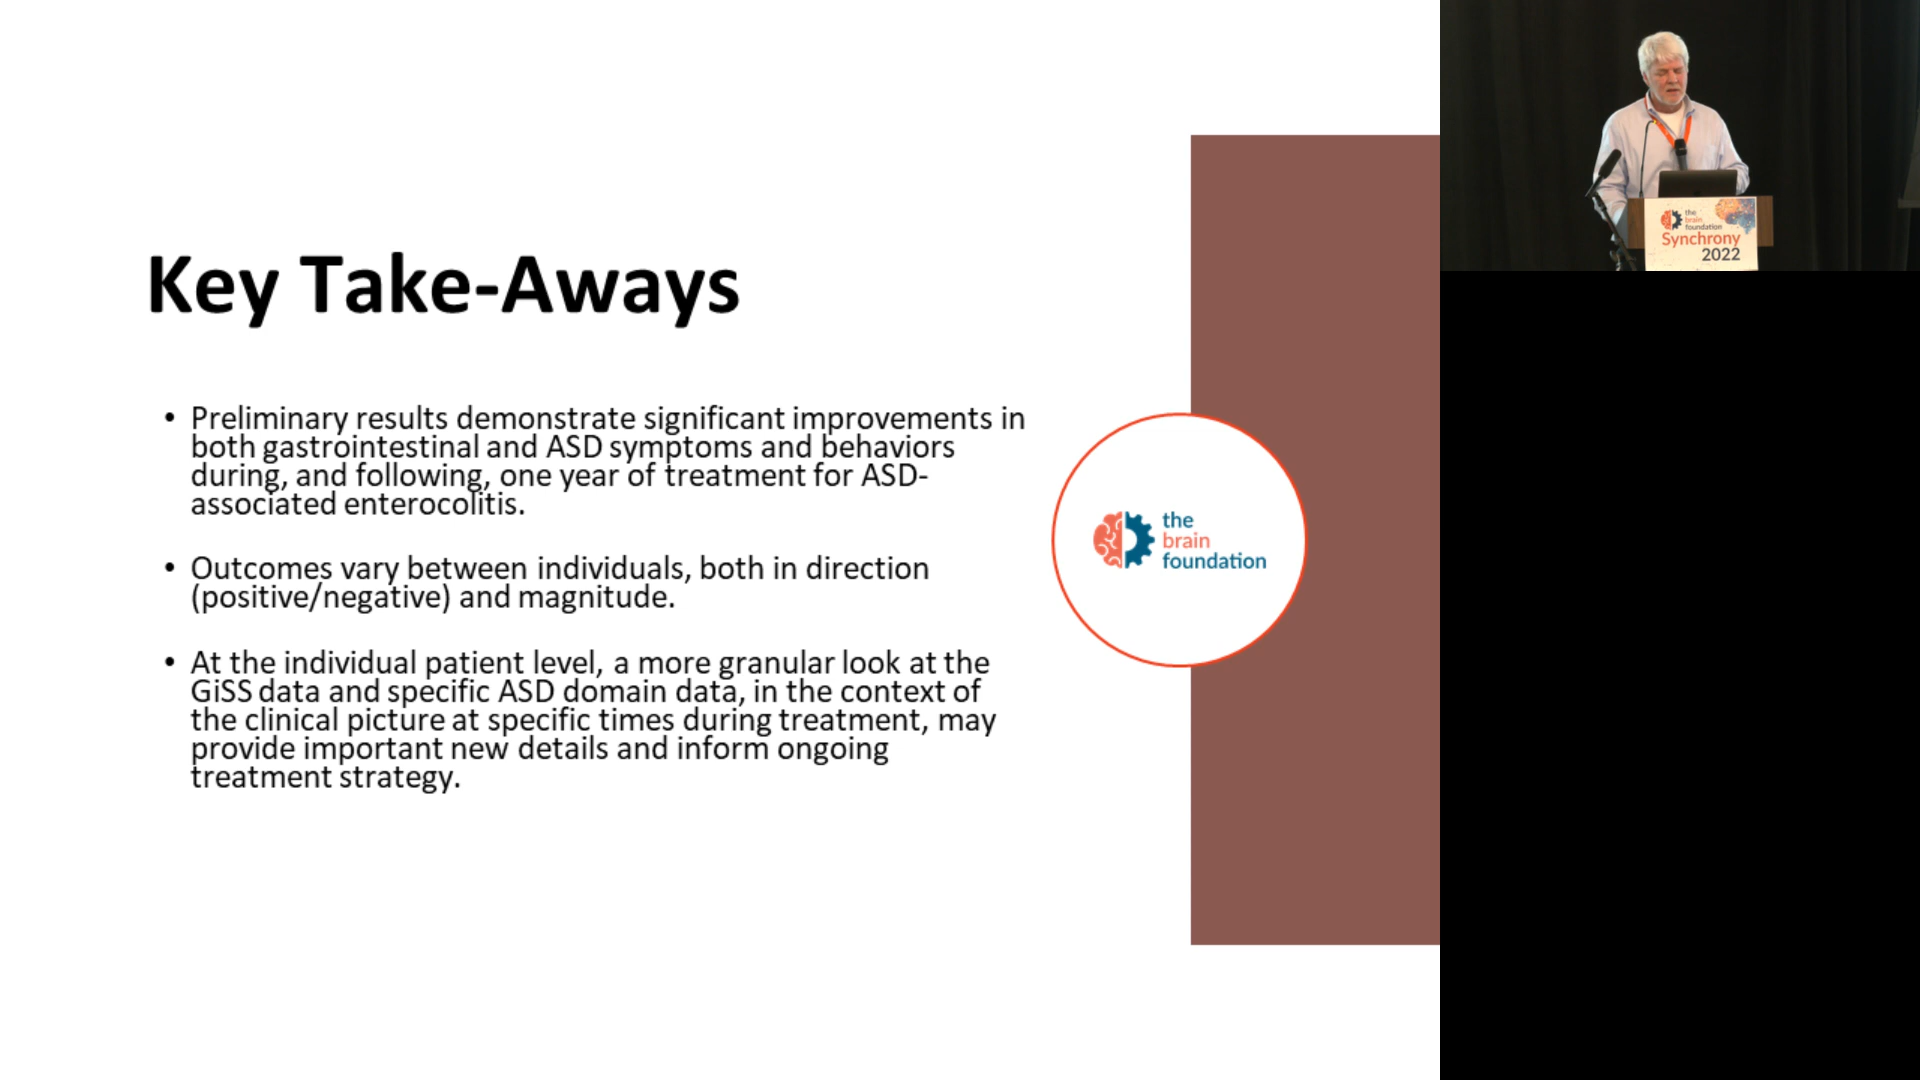 Key Take-Aways
• Preliminary results demonstrate significant improvements in
both gastrointestinal and ASD symptoms and behaviors
during, and following, one year of treatment for ASD-
associated enterocolitis.
• Outcomes vary between individuals, both in direction
(positive/negative) and magnitude.
• At the individual patient level, a more granular look at the
GiSS data and specific ASD domain data, in the context of
the clinical picture at specific times during treatment, may
provide important new details and inform ongoing
treatment strategy.
the
brain
foundation
the
brain
foundation
Synchrony
2022